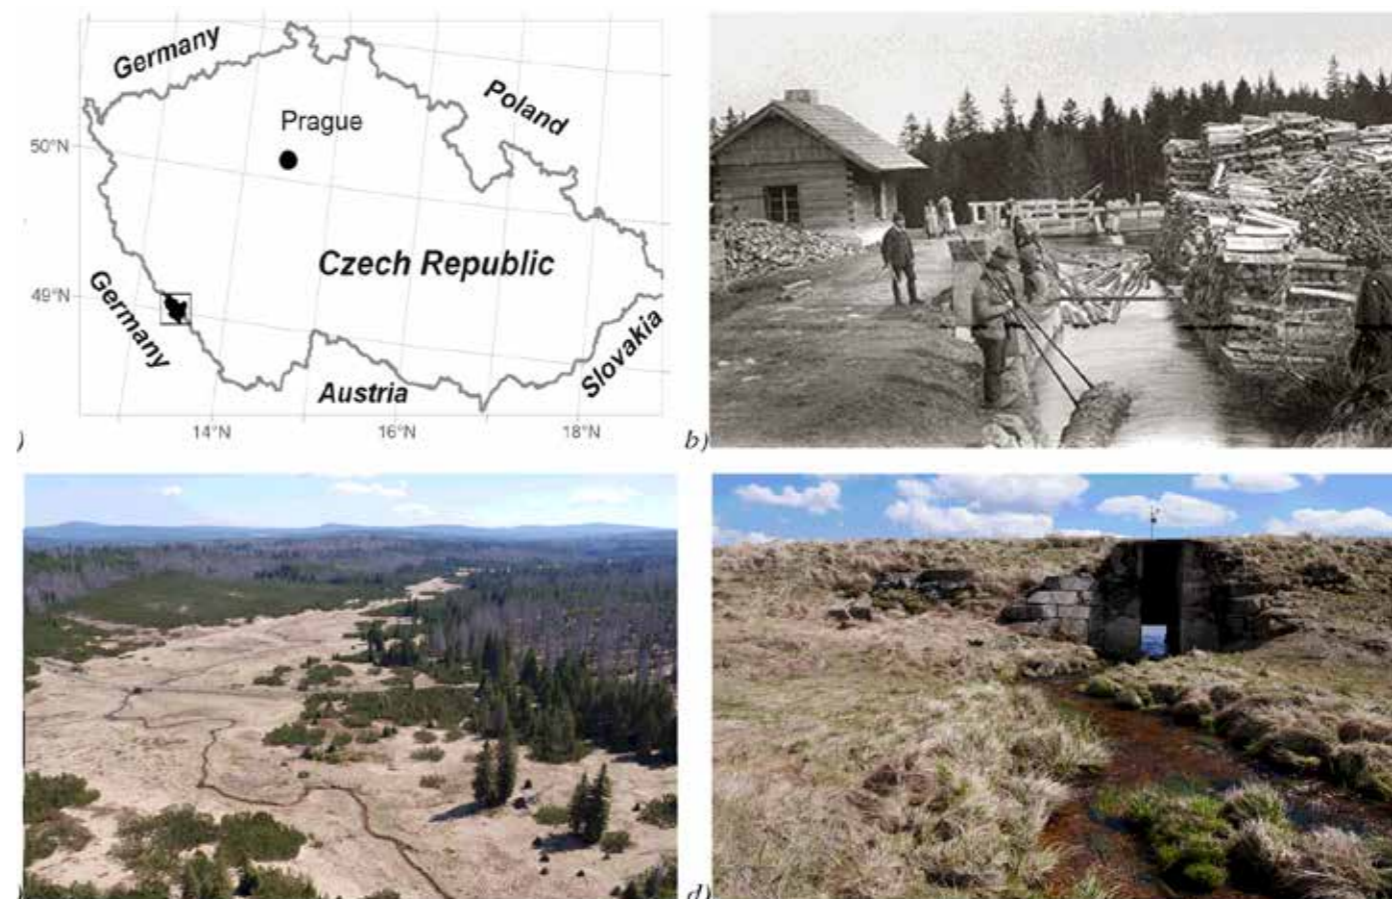 Germany
Poland
Prague
50°N
Czech Republic
49°N
Germany
Slovakia
Austria
14°N
16°N
18°N
)
b)
)
d)